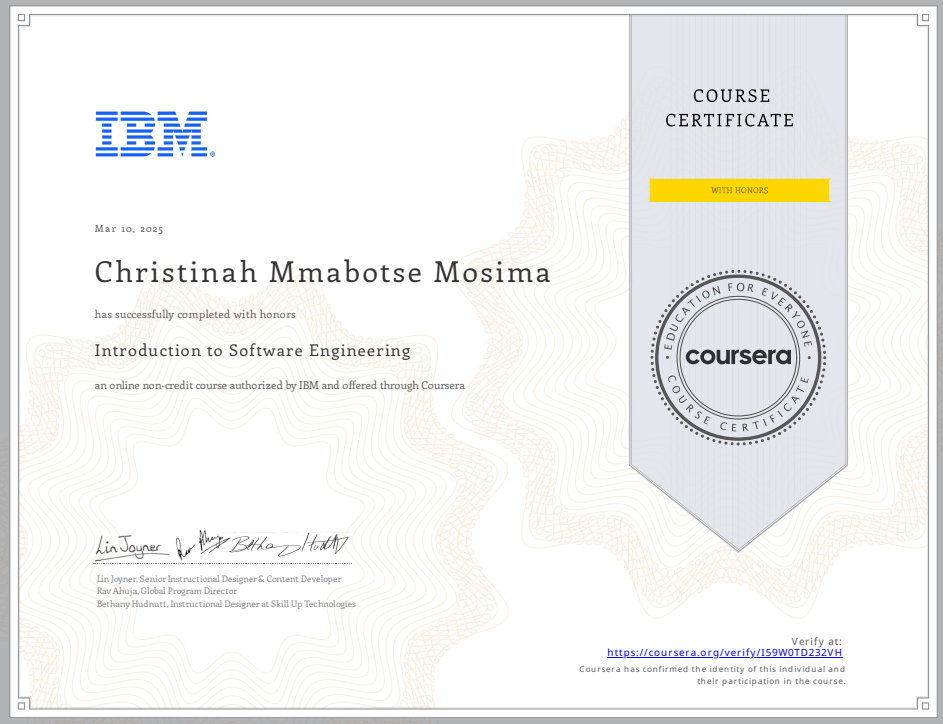 COURSE
CERTIFICATE
IBM®
WITH HONORS
Mar 10, 2025
Christinah Mmabotse Mosima
has successfully completed with honors
Introduction to Software Engineering
an online non-credit course authorized by IBM and offered through Coursera
EDUCATION FOR EVERYONE
coursera
COURSE CERTIFICATE
Lin Joyner
Lin Joyner, Senior Instructional Designer & Content Developer
Rav Ahuja, Global Program Director
Bethany Hudnutt, Instructional Designer at Skill Up Technologies
Verify at:
https://coursera.org/verify/I59W0TD232VH
Coursera has confirmed the identity of this individual and
their participation in the course.